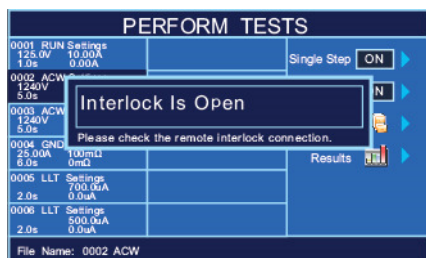 PERFORM TESTS
0001 RUN Settings
125.0V 10.00A
1.0s 0.00A
Single Step ON
0002 ACW
1240V
5.0s
N
Interlock Is Open
Please check the remote interlock connection.
0003 ACW
1240V
5.0s
0004 GND
25.00A 100mΩ
6.0s 0mΩ
Results
0005 LLT Settings
700.0uA
2.0s 0.0uA
0006 LLT Settings
500.0uA
2.0s 0.0uA
File Name: 0002 ACW